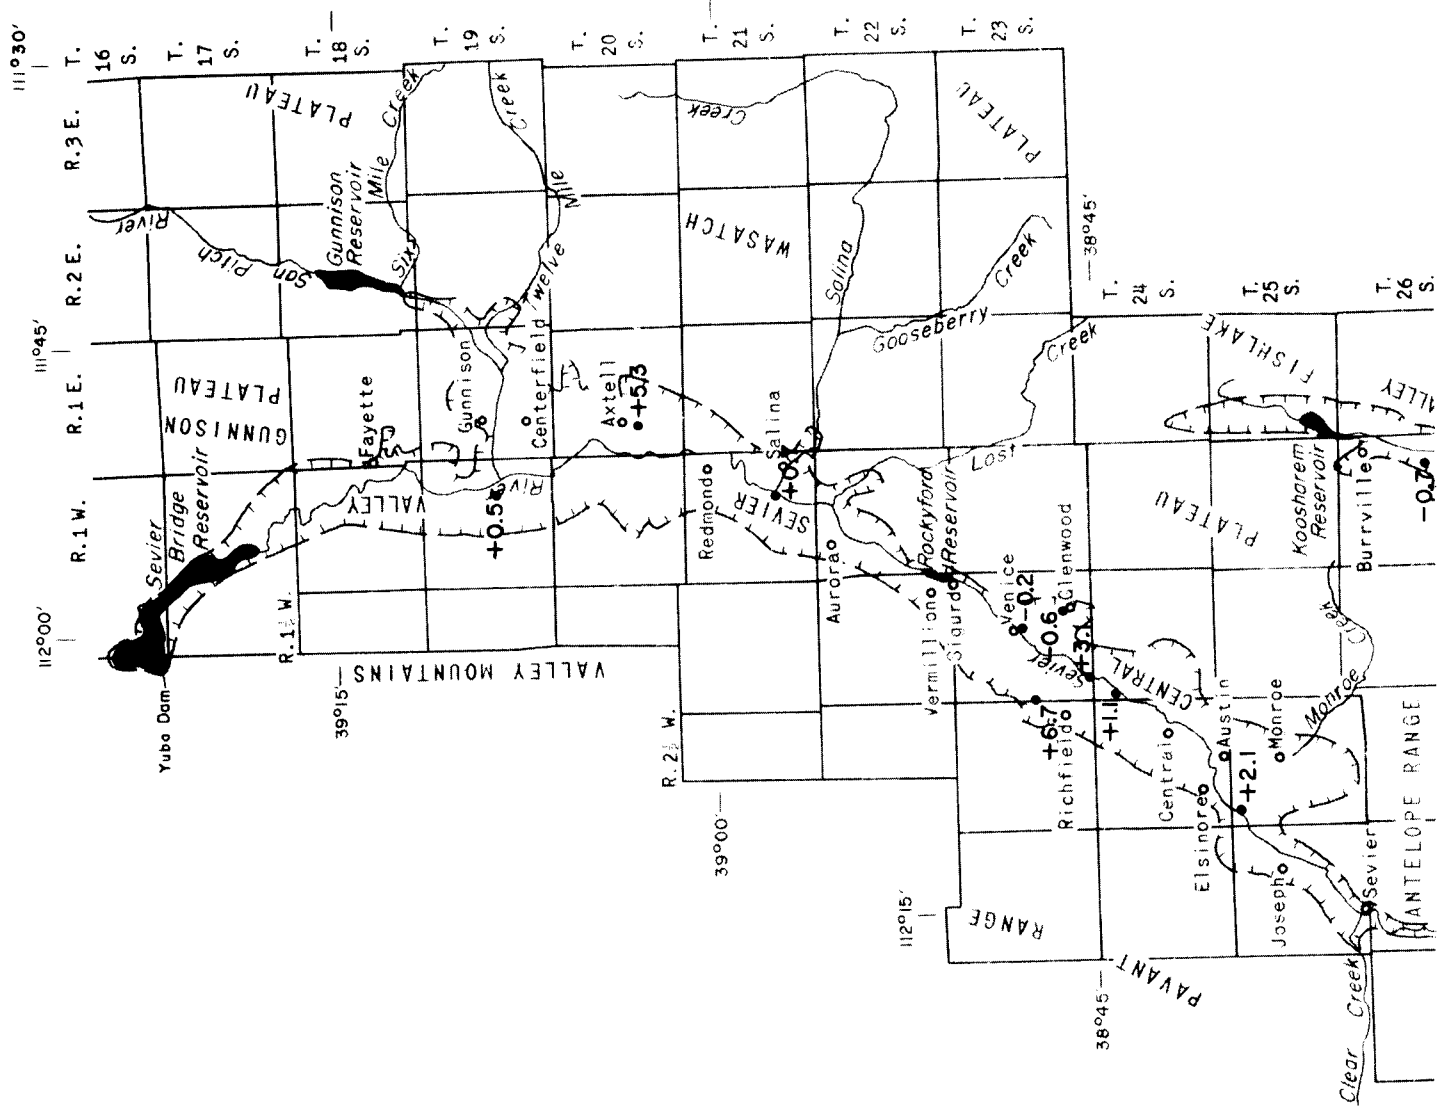 111°30'
T.
16
S.
T.
17
S.
T.
18
S.
T.
19
S.
T.
20
S.
T.
21
S.
T.
22
S.
T.
23
S.
R.3 E.
PLATEAU
Creek
Creek
Creek
PLATEAU
Mile
Mile
Gunnison
Reservoir
River
Pitch
San
Six
Twelve
WASATCH
Salina
Creek
38°45'
R.2 E.
T.
24
S.
T.
25
S.
T.
26
S.
111°45'
Gooseberry
Creek
FISHLAKE
R.1 E.
PLATEAU
GUNNISON
Fayette
Gunnison
Centerfield
Axtell
+5.3
Salina
+0
Lost
Koosharem
Reservoir
Burrville
-0.7
PLATEAU
R.1 W.
Sevier
Bridge
Reservoir
VALLEY
+0.5
River
Redmond
SEVIER
Aurora
Rockyford
Reservoir
Vermillion
Sigurd
Venice
-0.2
Glenwood
-0.6
+3.1
Sevier
CENTRAL
112°00'
R.1½ W.
Yuba Dam
39°15'
VALLEY MOUNTAINS
R. 2½ W.
+6.7
Richfield
+1.1
Central
Austin
Monroe
Monroe
Creek
Elsinore
+2.1
39°00'
Joseph
Sevier
ANTELOPE RANGE
112°15'
RANGE
PAVANT
38°45'
Clear Creek